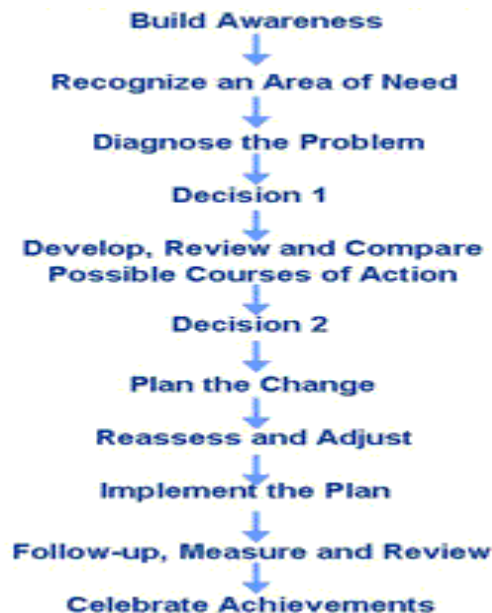 Build Awareness
Recognize an Area of Need
Diagnose the Problem
Decision 1
Develop, Review and Compare
Possible Courses of Action
Decision 2
Plan the Change
Reassess and Adjust
Implement the Plan
Follow-up, Measure and Review
Celebrate Achievements